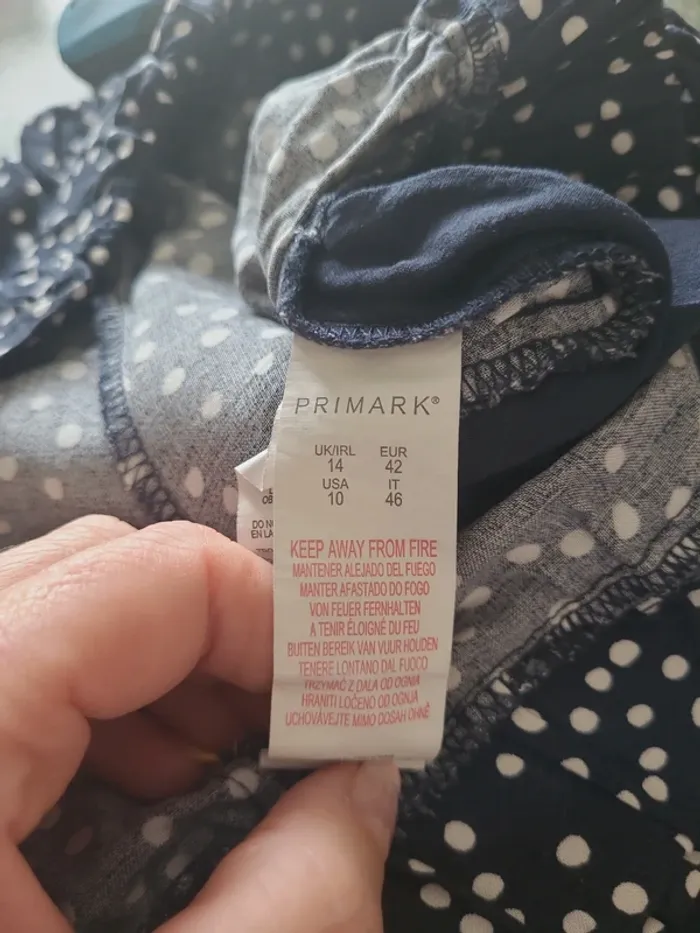 PRIMARK®
UK/IRL EUR
14 42
USA IT
10 46
KEEP AWAY FROM FIRE
MANTENER ALEJADO DEL FUEGO
MANTER AFASTADO DO FOGO
VON FEUER FERNHALTEN
A TENIR ÉLOIGNÉ DU FEU
BUITEN BEREIK VAN VUUR HOUDEN
TENERE LONTANO DAL FUOCO
TRZYMAĆ Z DALA OD OGNIA
HRANITI LOČENO OD OGNJA
UCHOVÁVEJTE MIMO DOSAH OHNĚ
DO
EN